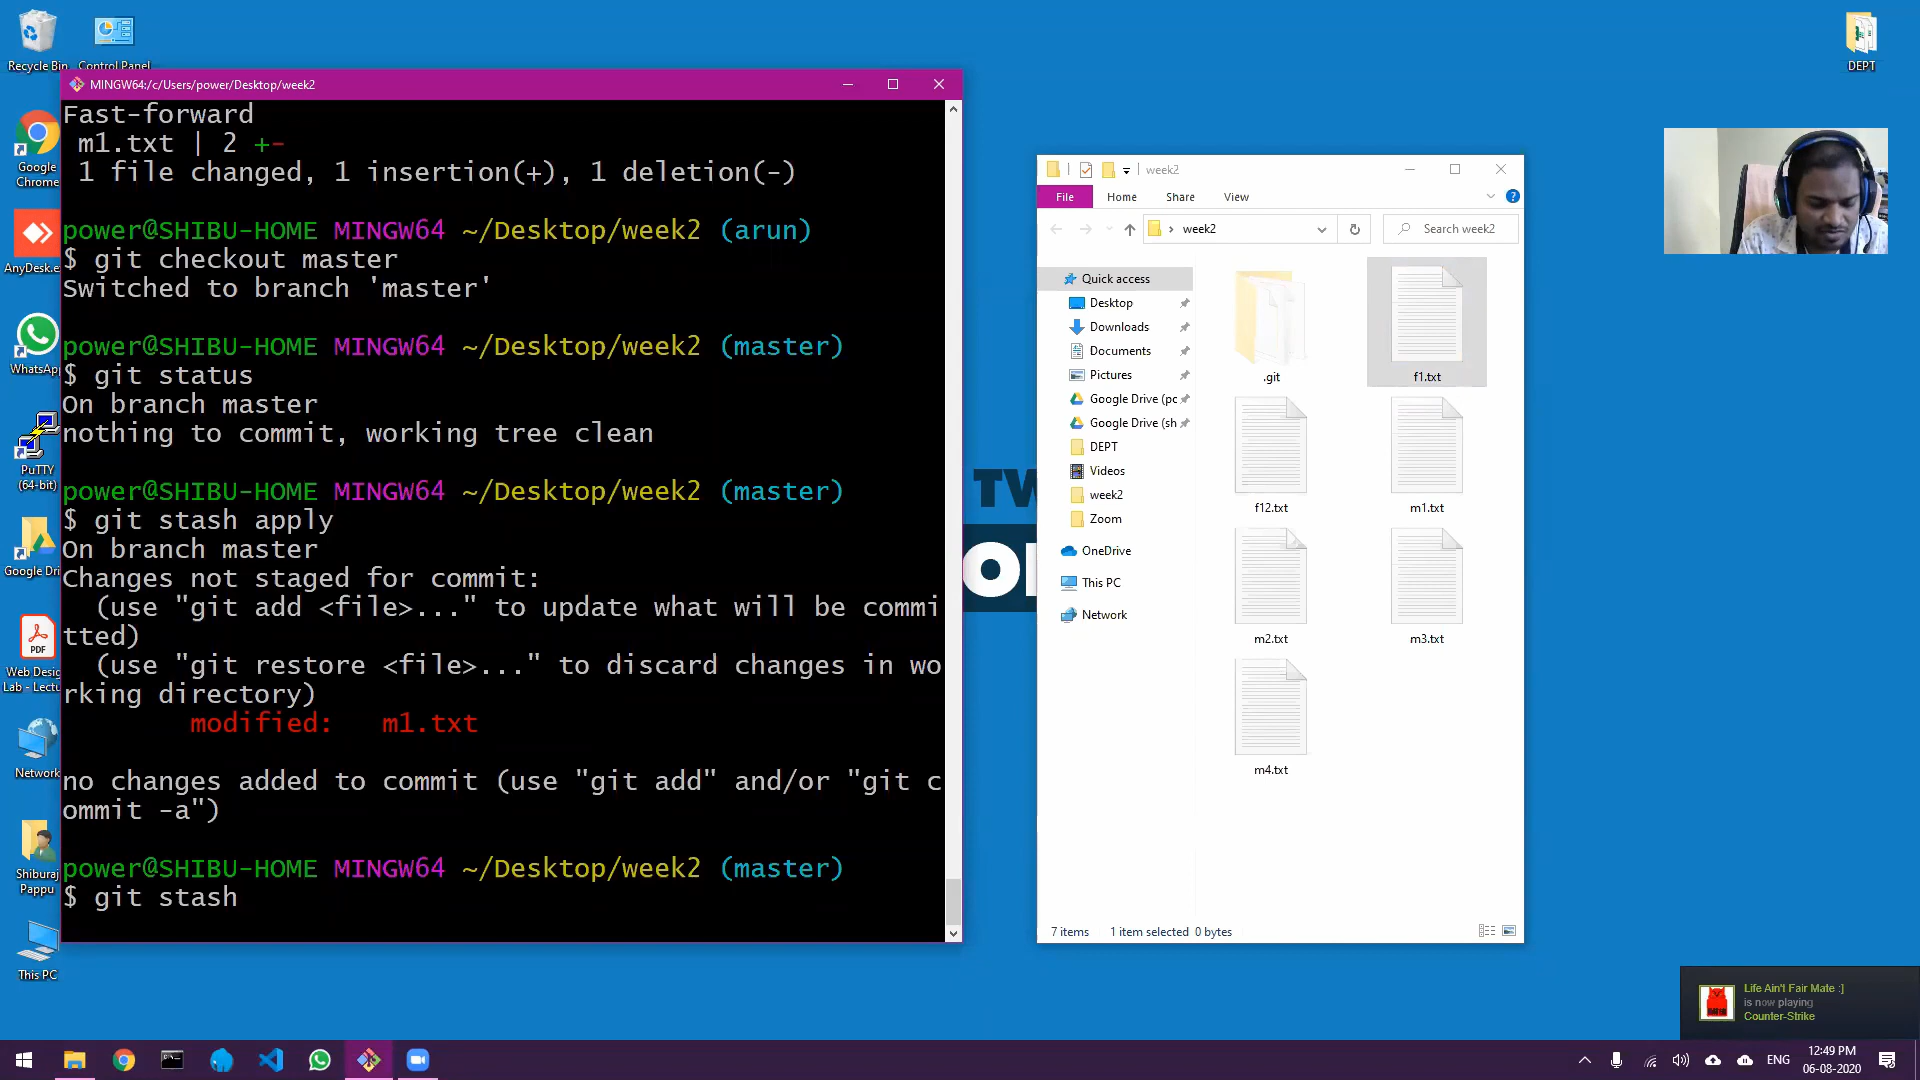 Recycle Bin
Control Panel
Google
Chrome
AnyDesk.ex
WhatsApp
PuTTY
(64-bit)
Google Dri
Web Desig
Lab - Lectu
Network
Shiburaj
Pappu
This PC
DEPT
MINGW64:/c/Users/power/Desktop/week2
Fast-forward
m1.txt | 2 +-
1 file changed, 1 insertion(+), 1 deletion(-)
power@SHIBU-HOME MINGW64 ~/Desktop/week2 (arun)
$ git checkout master
Switched to branch 'master'
power@SHIBU-HOME MINGW64 ~/Desktop/week2 (master)
$ git status
On branch master
nothing to commit, working tree clean
power@SHIBU-HOME MINGW64 ~/Desktop/week2 (master)
$ git stash apply
On branch master
Changes not staged for commit:
(use "git add <file>..." to update what will be commi
tted)
(use "git restore <file>..." to discard changes in wo
rking directory)
modified:   m1.txt
no changes added to commit (use "git add" and/or "git c
ommit -a")
power@SHIBU-HOME MINGW64 ~/Desktop/week2 (master)
$ git stash
week2
File
Home
Share
View
week2
Search week2
Quick access
Desktop
Downloads
Documents
Pictures
Google Drive (pc
Google Drive (sh
DEPT
Videos
week2
Zoom
OneDrive
This PC
Network
.git
f1.txt
f12.txt
m1.txt
m2.txt
m3.txt
m4.txt
7 items
1 item selected 0 bytes
PDF
Life Ain't Fair Mate :]
is now playing
Counter-Strike
ENG
12:49 PM
06-08-2020